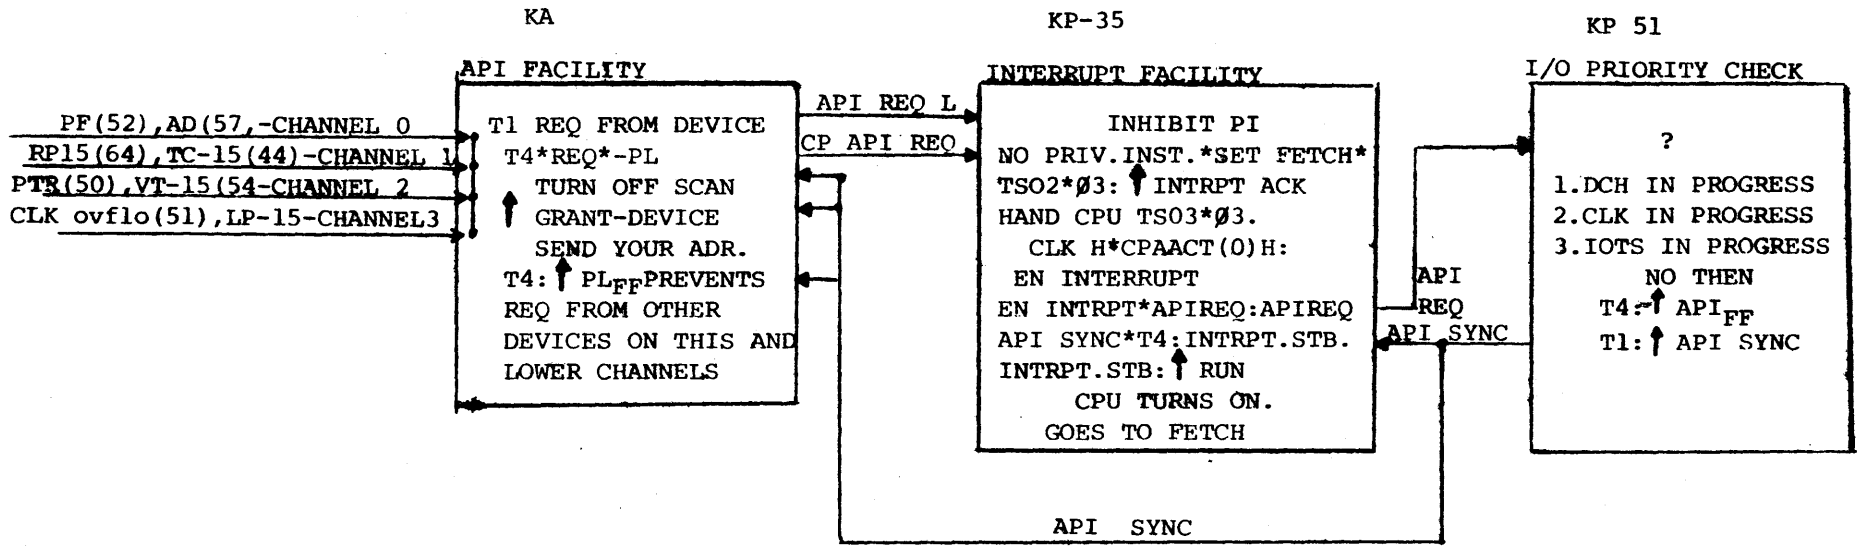 KA
KP-35
KP 51
API FACILITY
INTERRUPT FACILITY
I/O PRIORITY CHECK
PF(52),AD(57,-CHANNEL 0
RP15(64),TC-15(44)-CHANNEL 1
PTR(50),VT-15(54-CHANNEL 2
CLK ovflo(51),LP-15-CHANNEL3
T1 REQ FROM DEVICE
T4*REQ*-PL
TURN OFF SCAN
↑ GRANT-DEVICE
SEND YOUR ADR.
T4:↑ PLFFPREVENTS
REQ FROM OTHER
DEVICES ON THIS AND
LOWER CHANNELS
API REQ L
CP API REQ
INHIBIT PI
NO PRIV.INST.*SET FETCH*
TSO2*Ø3:↑ INTRPT ACK
HAND CPU TSO3*Ø3.
CLK H*CPAACT(0)H:
EN INTERRUPT
EN INTRPT*APIREQ:APIREQ
API SYNC*T4:INTRPT.STB.
INTRPT.STB:↑ RUN
CPU TURNS ON.
GOES TO FETCH
API
REQ
API SYNC
?
1.DCH IN PROGRESS
2.CLK IN PROGRESS
3.IOTS IN PROGRESS
NO THEN
T4:↑ APIFF
T1:↑ API SYNC
API SYNC